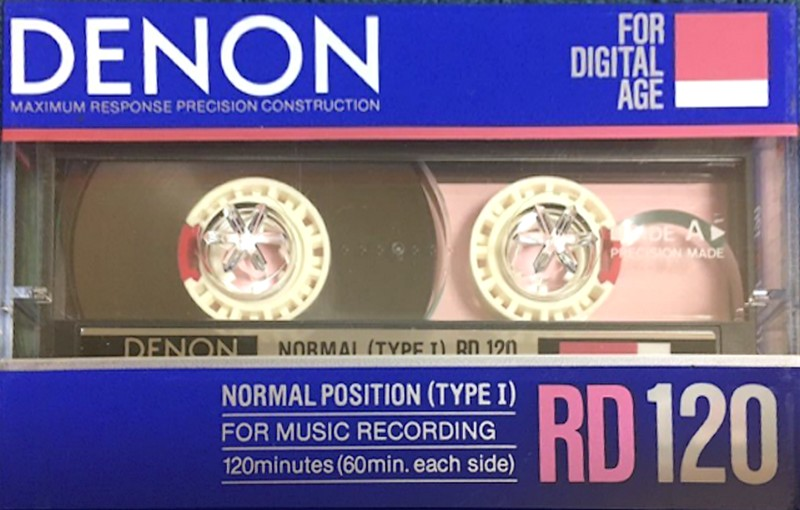 DENON
MAXIMUM RESPONSE PRECISION CONSTRUCTION
FOR
DIGITAL
AGE
A
PRECISION MADE
DENON
NORMAL (TYPE I) RD 120
NORMAL POSITION (TYPE I)
FOR MUSIC RECORDING
120minutes (60min. each side)
RD 120